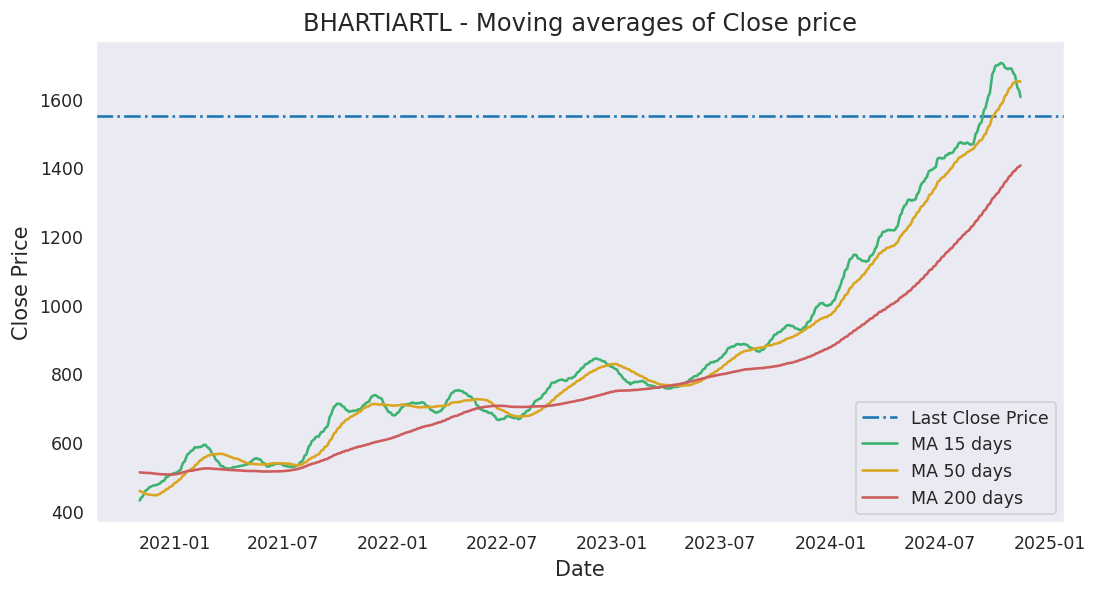 BHARTIARTL - Moving averages of Close price
Close Price
1600
1400
1200
1000
800
600
400
Last Close Price
MA 15 days
MA 50 days
MA 200 days
2021-01 2021-07 2022-01 2022-07 2023-01 2023-07 2024-01 2024-07 2025-01
Date